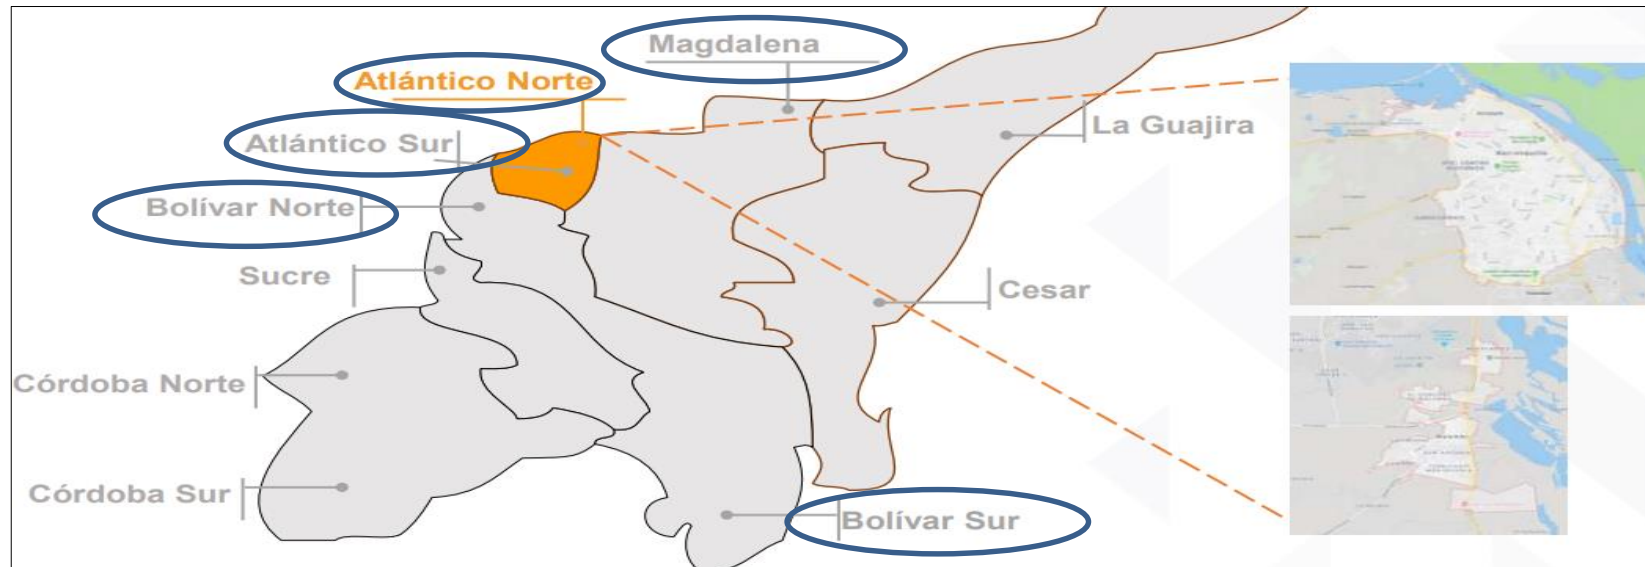 Magdalena
Atlántico Norte
La Guajira
Atlántico Sur
Bolívar Norte
Sucre
Cesar
Córdoba Norte
Córdoba Sur
Bolívar Sur